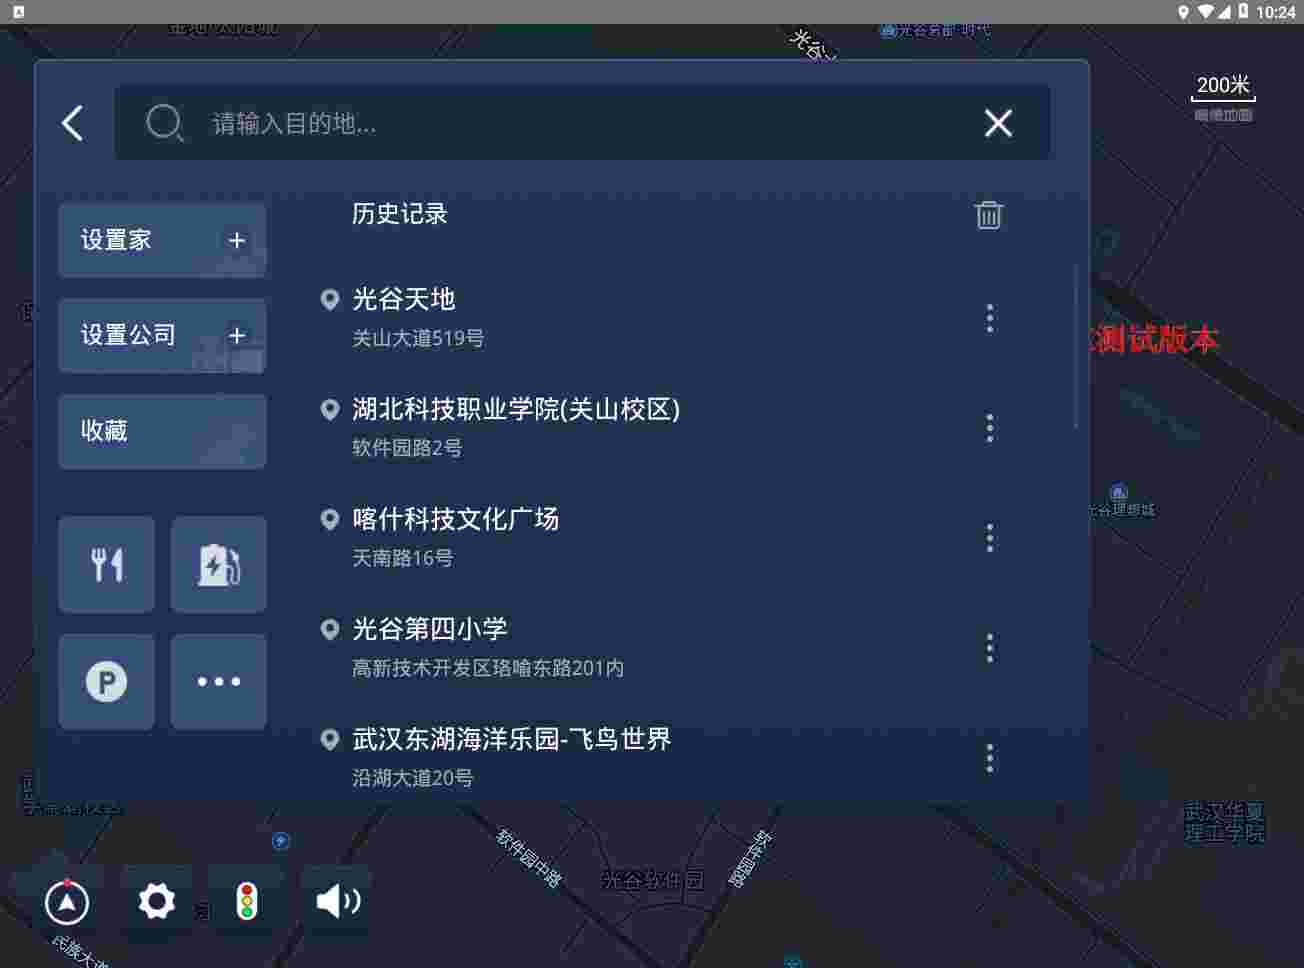 10:24
光谷
200米
请输入目的地...
历史记录
设置家 +
设置公司 +
收藏
光谷天地
关山大道519号
湖北科技职业学院(关山校区)
软件园路2号
喀什科技文化广场
天南路16号
光谷第四小学
高新技术开发区珞喻东路201内
武汉东湖海洋乐园-飞鸟世界
沿湖大道20号
测试版本
光谷理想城
武汉华夏
理工学院
软件园中路
光谷软件园
软件园路
民族大道
P